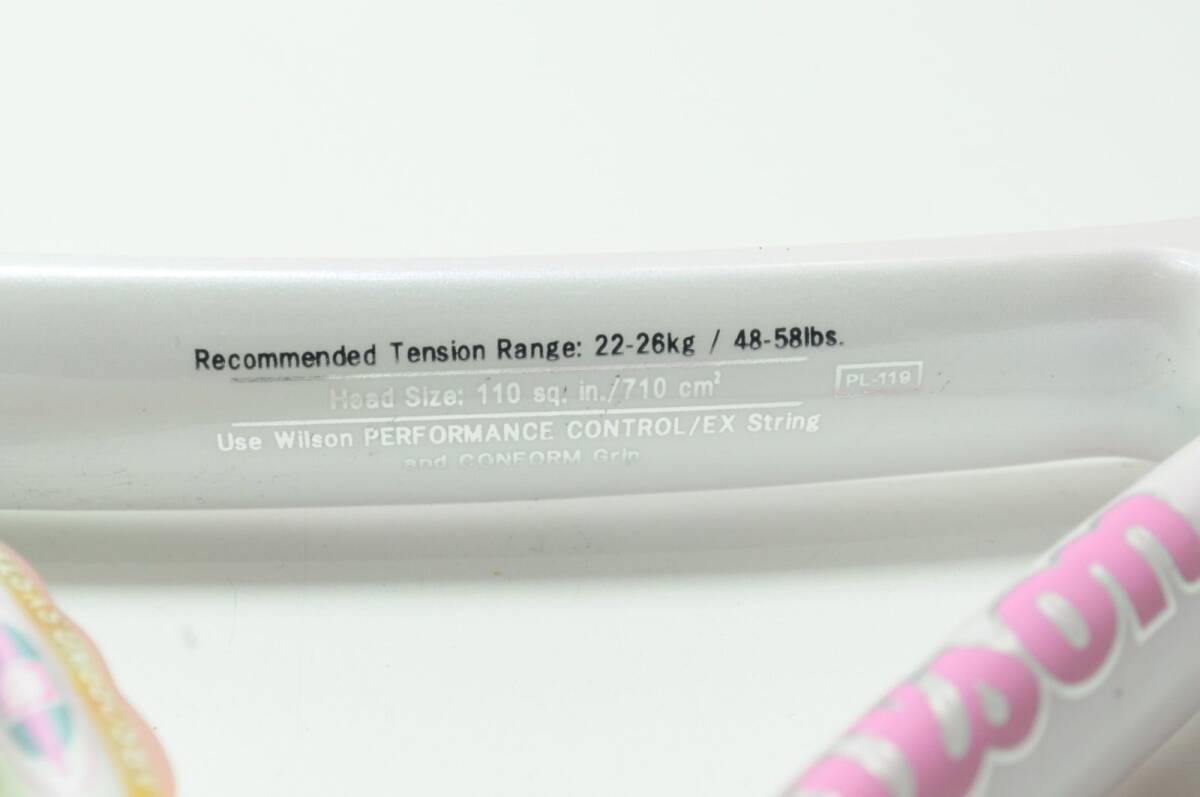 Recommended Tension Range: 22-26kg / 48-58lbs.
Head Size: 110 sq. in./710 cm²
PL-119
Use Wilson PERFORMANCE CONTROL/EX String
and CONFORM Grip